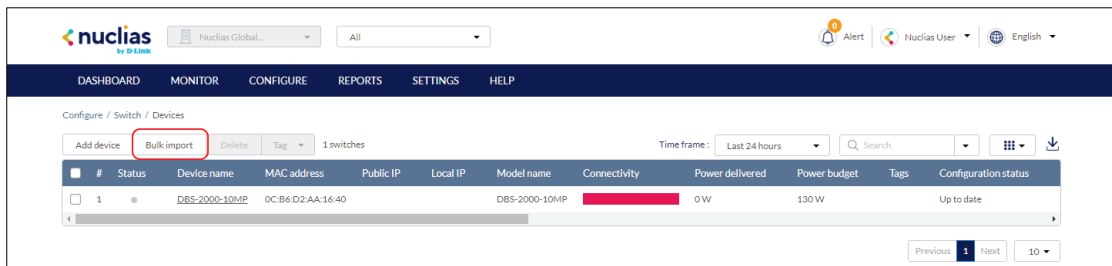 nuclias
by D-Link
Nuclias Global...
All
0
Alert
Nuclias User
English
DASHBOARD MONITOR CONFIGURE REPORTS SETTINGS HELP
Configure / Switch / Devices
Add device Bulk import Delete Tag 1 switches Time frame : Last 24 hours Search
# Status Device name MAC address Public IP Local IP Model name Connectivity Power delivered Power budget Tags Configuration status
1 DBS-2000-10MP 0C:B6:D2:AA:16:40 DBS-2000-10MP 0 W 130 W Up to date
Previous 1 Next 10